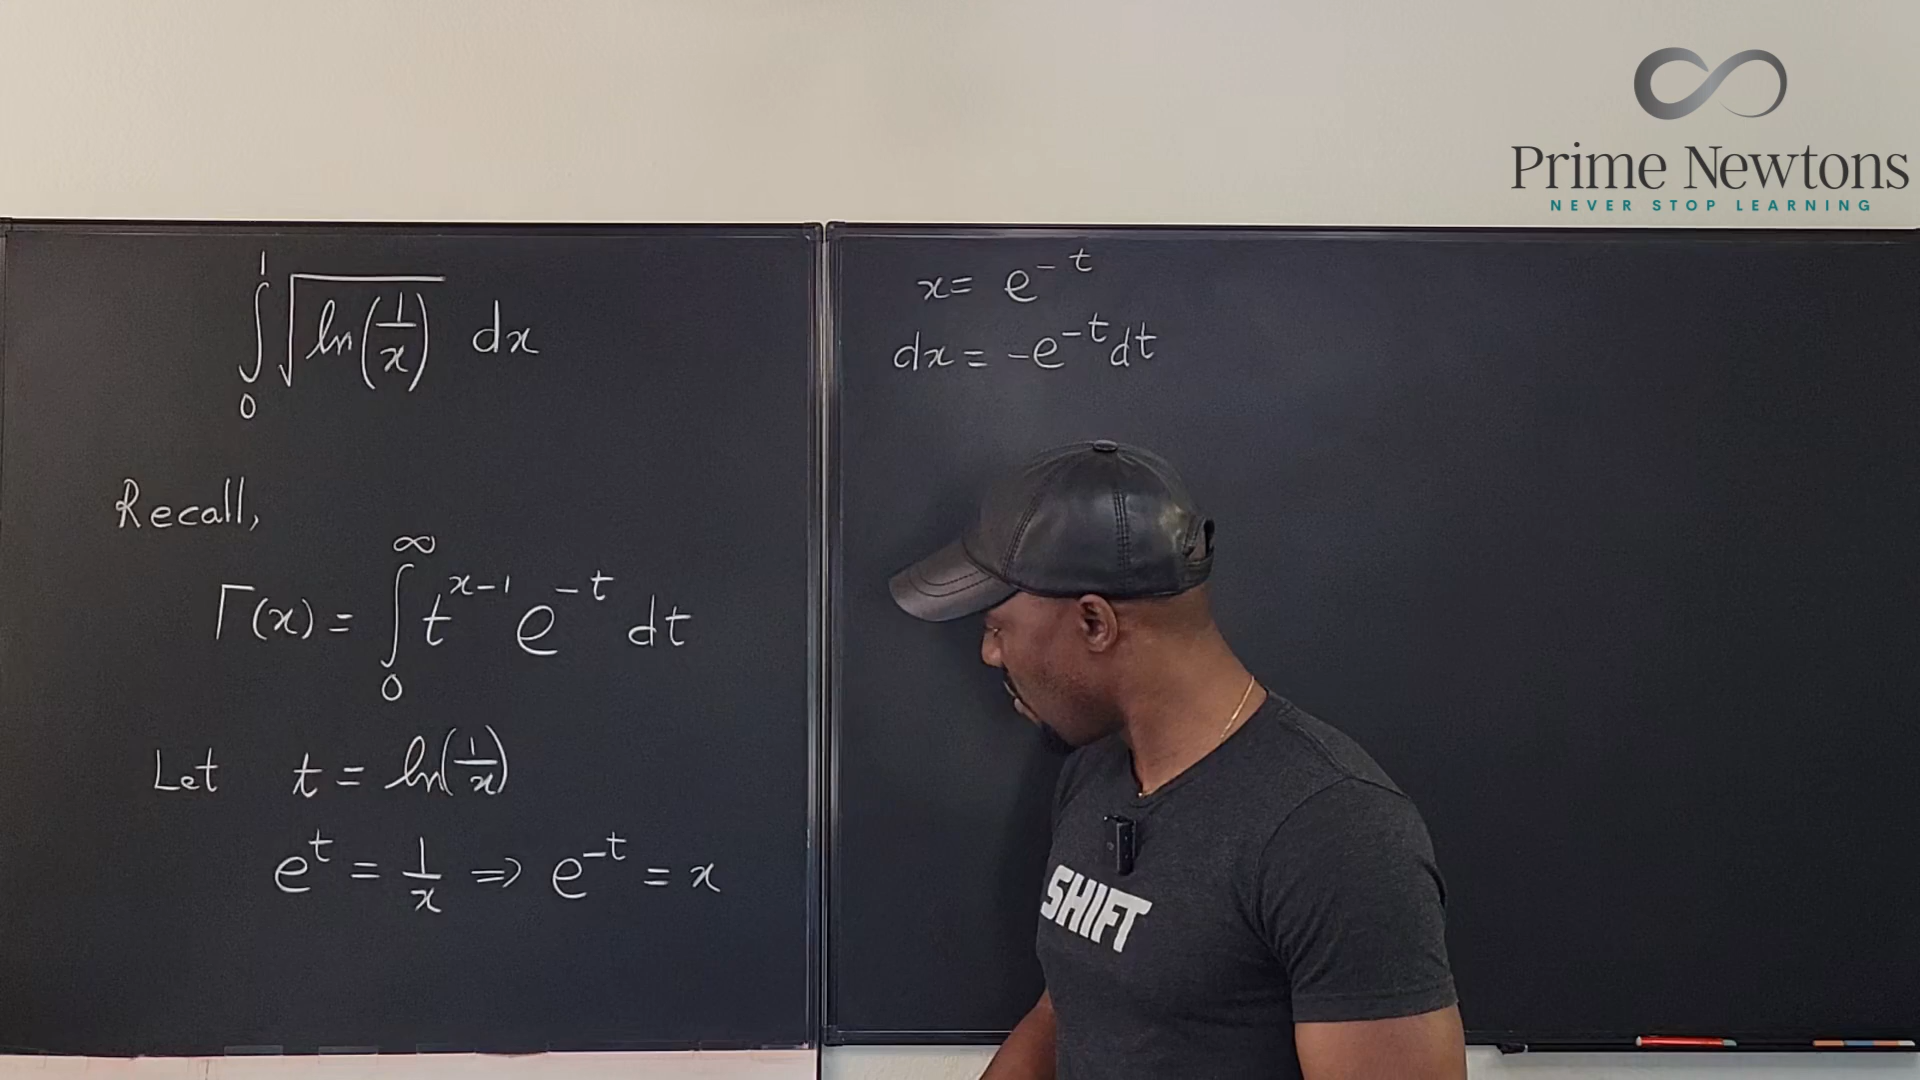 Prime Newtons
NEVER STOP LEARNING
∫₀¹ √(ln(1/x)) dx
Recall,
Γ(x) = ∫₀^∞ t^(x-1) e^(-t) dt
Let t = ln(1/x)
e^t = 1/x ⇒ e^(-t) = x
x = e^(-t)
dx = -e^(-t) dt
SHIFT